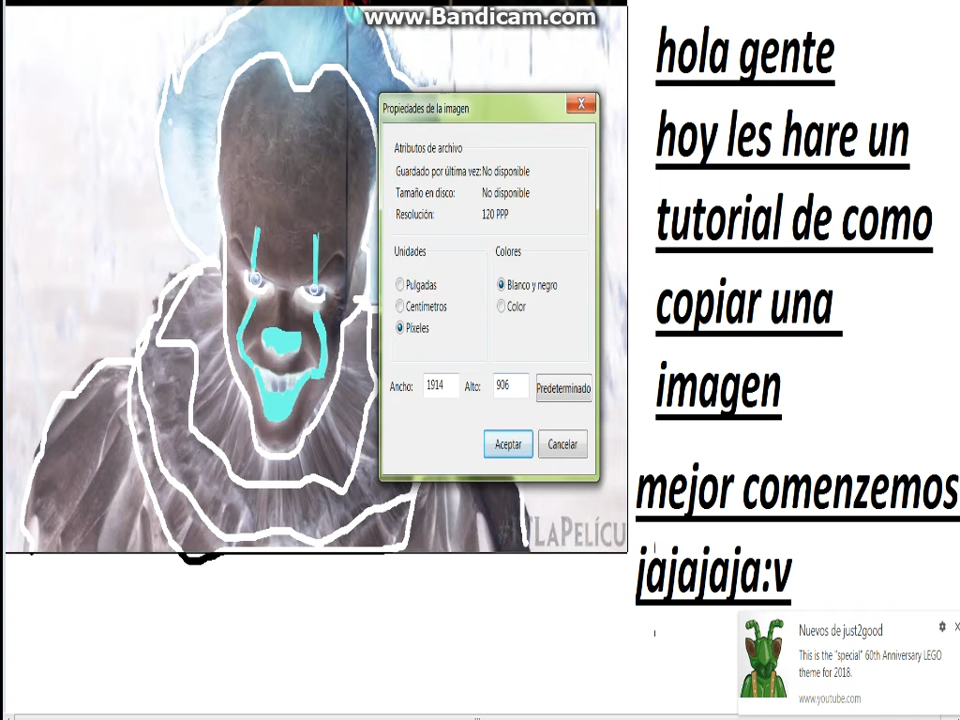 www.Bandicam.com
hola gente
hoy les hare un
tutorial de como
copiar una
imagen
mejor comenzemos
jajajaja:v
Propiedades de la imagen
X
Atributos de archivo
Guardado por última vez: No disponible
Tamaño en disco: No disponible
Resolución: 120 PPP
Unidades
Pulgadas
Centímetros
Píxeles
Colores
Blanco y negro
Color
Ancho: 1914 Alto: 906 Predeterminado
Aceptar Cancelar
LAPELÍCU
Nuevos de just2good
This is the "special" 60th Anniversary LEGO
theme for 2018.
www.youtube.com